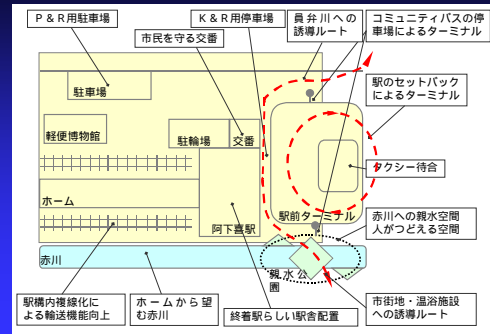 Ｐ＆Ｒ用駐車場
Ｋ＆Ｒ用停車場
員弁川への
誘導ルート
コミュニティバスの停
車場によるターミナル
市民を守る交番
駅のセットバック
によるターミナル
駐車場
軽便博物館
駐輪場
交番
タクシー待合
ホーム
阿下喜駅
駅前ターミナル
赤川への親水空間
人がつどえる空間
赤川
親水公
園
駅構内複線化に
よる輸送機能向上
ホームから望
む赤川
終着駅らしい駅舎配置
市街地・温浴施設
への誘導ルート